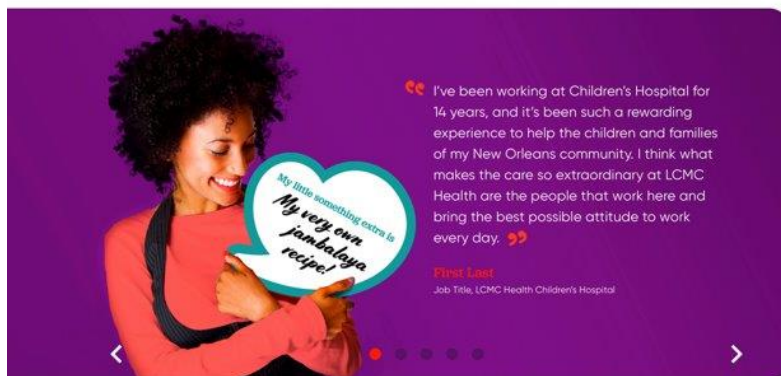 My little something extra is
My very own
jambalaya
recipe!
“ I’ve been working at Children’s Hospital for
14 years, and it’s been such a rewarding
experience to help the children and families
of my New Orleans community. I think what
makes the care so extraordinary at LCMC
Health are the people that work here and
bring the best possible attitude to work
every day. ”
First Last
Job Title, LCMC Health Children’s Hospital